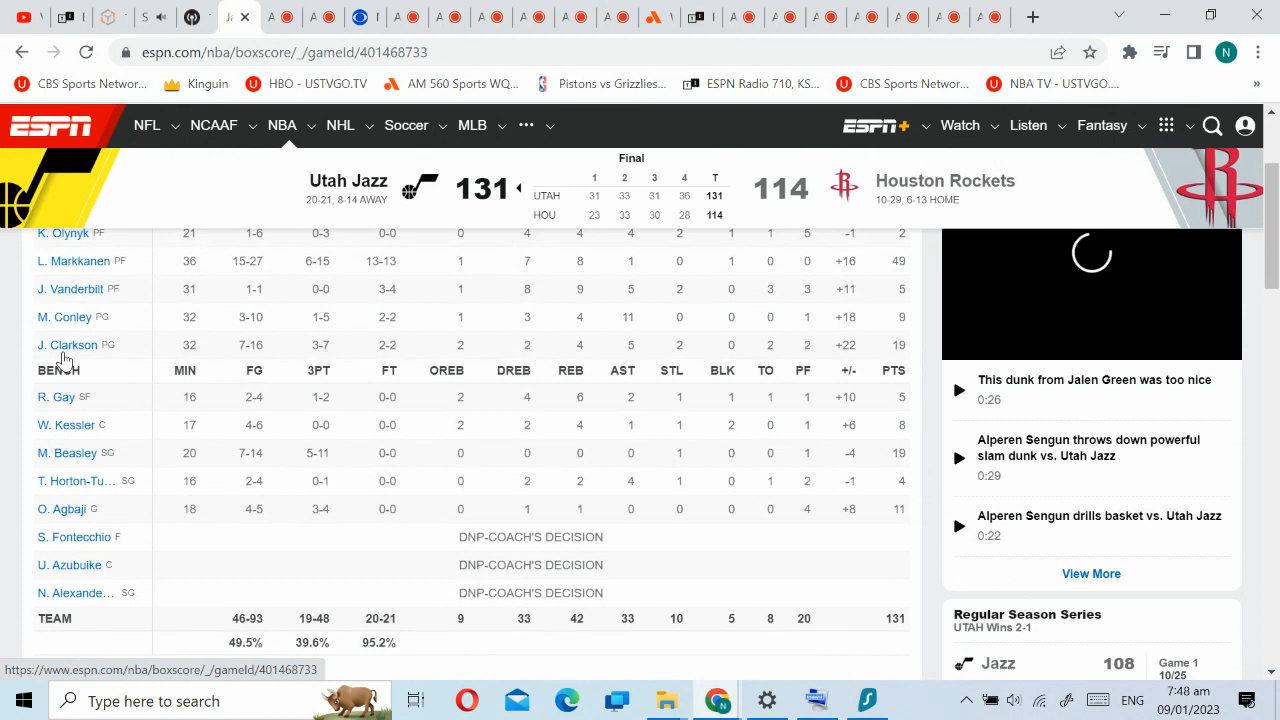 espn.com/nba/boxscore/_/gameId/401468733
N
CBS Sports Networ... Kinguin HBO - USTVGO.TV AM 560 Sports WQ... Pistons vs Grizzlies... ESPN Radio 710, KS... CBS Sports Networ... NBA TV - USTVGO.... »
ESPN NFL NCAAF NBA NHL Soccer MLB ••• ESPN+ Watch Listen Fantasy
Final
Utah Jazz 131 1 2 3 4 T 114 Houston Rockets
20-21, 8-14 AWAY UTAH 31 33 31 36 131 10-29, 6-13 HOME
HOU 23 33 30 28 114
K. Olynyk PF 21 1-6 0-3 0-0 0 4 4 2 1 1 5 -1 2
L. Markkanen PF 36 15-27 6-15 13-13 1 7 8 1 0 1 0 0 +16 49
J. Vanderbilt PF 31 1-1 0-0 3-4 1 8 9 5 2 0 3 3 +11 5
M. Conley PG 32 3-10 1-5 2-2 1 3 4 11 0 0 0 1 +18 9
J. Clarkson PG 32 7-16 3-7 2-2 2 2 4 5 2 0 2 2 +22 19
BENCH MIN FG 3PT FT OREB DREB REB AST STL BLK TO PF +/- PTS
R. Gay SF 16 2-4 1-2 0-0 2 4 6 2 1 1 1 1 +10 5
W. Kessler C 17 4-6 0-0 0-0 2 2 4 1 1 2 0 1 +6 8
M. Beasley SG 20 7-14 5-11 0-0 0 0 0 0 1 0 0 1 -4 19
T. Horton-Tu... SG 16 2-4 0-1 0-0 0 2 2 4 1 0 1 2 -1 4
O. Agbaji G 18 4-5 3-4 0-0 0 1 1 0 0 0 0 4 +8 11
S. Fontecchio F DNP-COACH'S DECISION
U. Azubuike C DNP-COACH'S DECISION
N. Alexande... SG DNP-COACH'S DECISION
TEAM 46-93 19-48 20-21 9 33 42 33 10 5 8 20 131
49.5% 39.6% 95.2%
This dunk from Jalen Green was too nice
0:26
Alperen Sengun throws down powerful
slam dunk vs. Utah Jazz
0:29
Alperen Sengun drills basket vs. Utah Jazz
0:22
View More
Regular Season Series
UTAH Wins 2-1
Jazz 108 Game 1
10/25
https://www.espn.com/nba/boxscore/_/gameId/401468733
Type here to search
ENG
7:48 am
09/01/2023